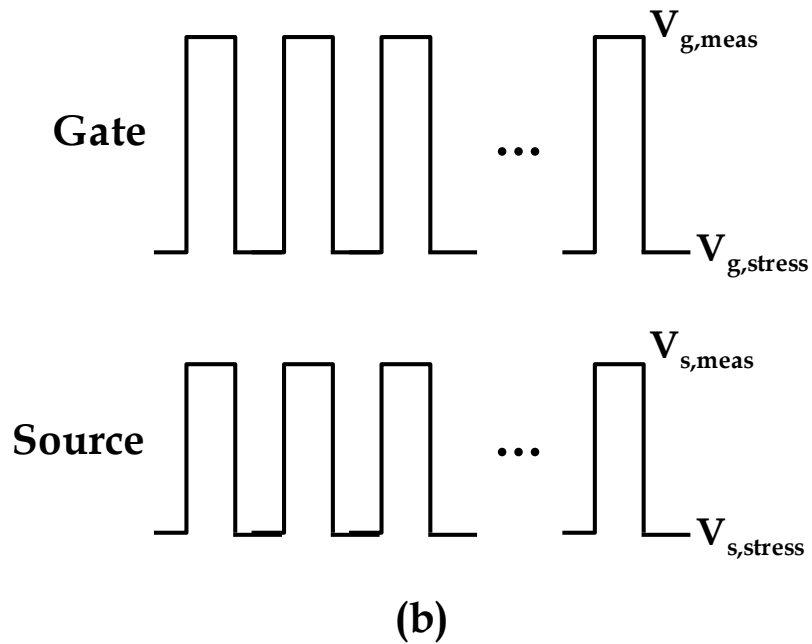 V_g,meas
Gate
...
V_g,stress
V_s,meas
Source
...
V_s,stress
(b)